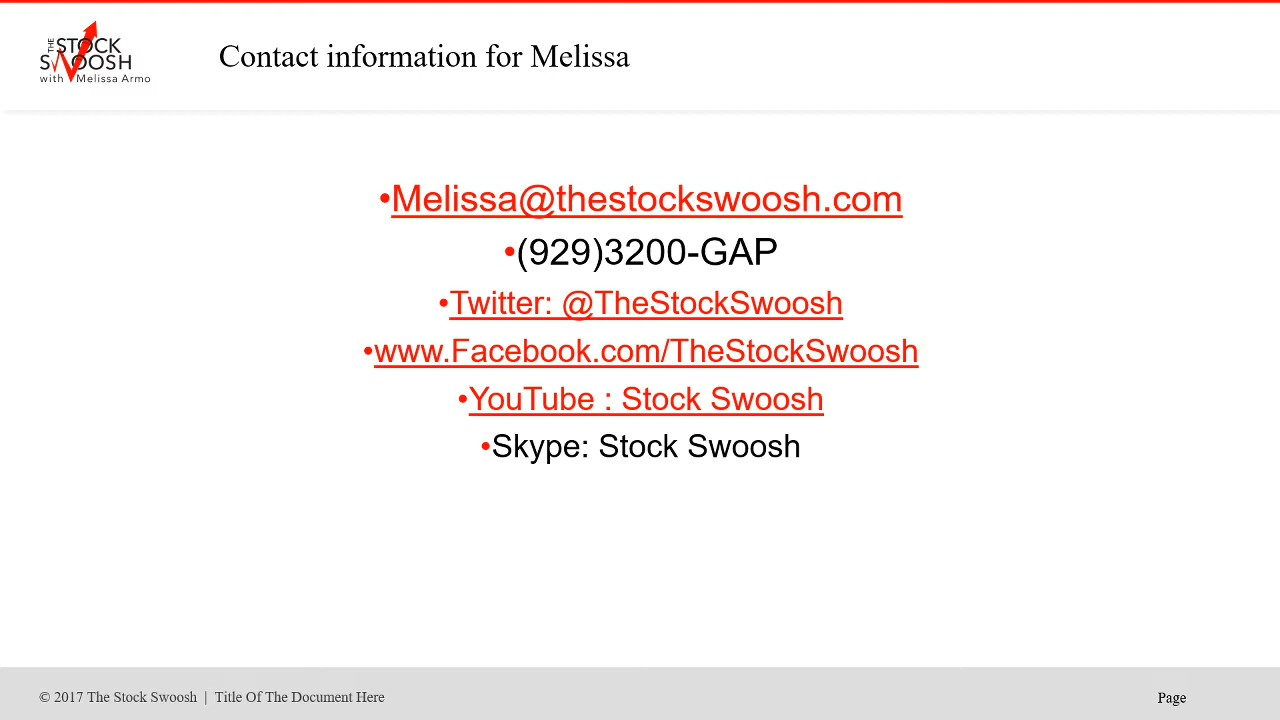 THE STOCK
SWOOSH
with Melissa Armo
Contact information for Melissa
•Melissa@thestockswoosh.com
•(929)3200-GAP
•Twitter: @TheStockSwoosh
•www.Facebook.com/TheStockSwoosh
•YouTube : Stock Swoosh
•Skype: Stock Swoosh
© 2017 The Stock Swoosh | Title Of The Document Here
Page